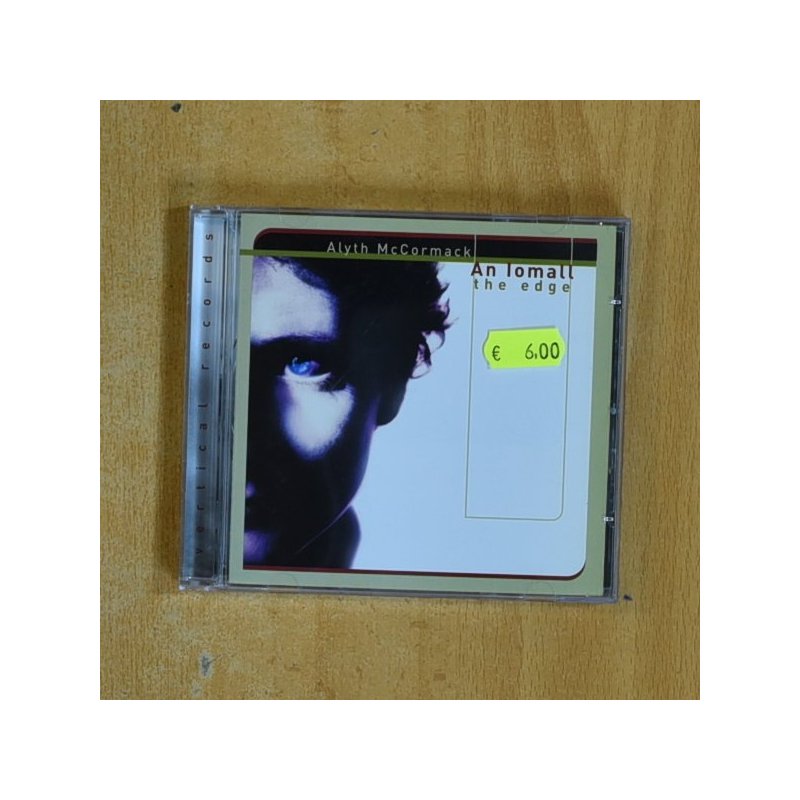 Alyth McCormack
An Iomall
the edge
€ 6,00
vertical records